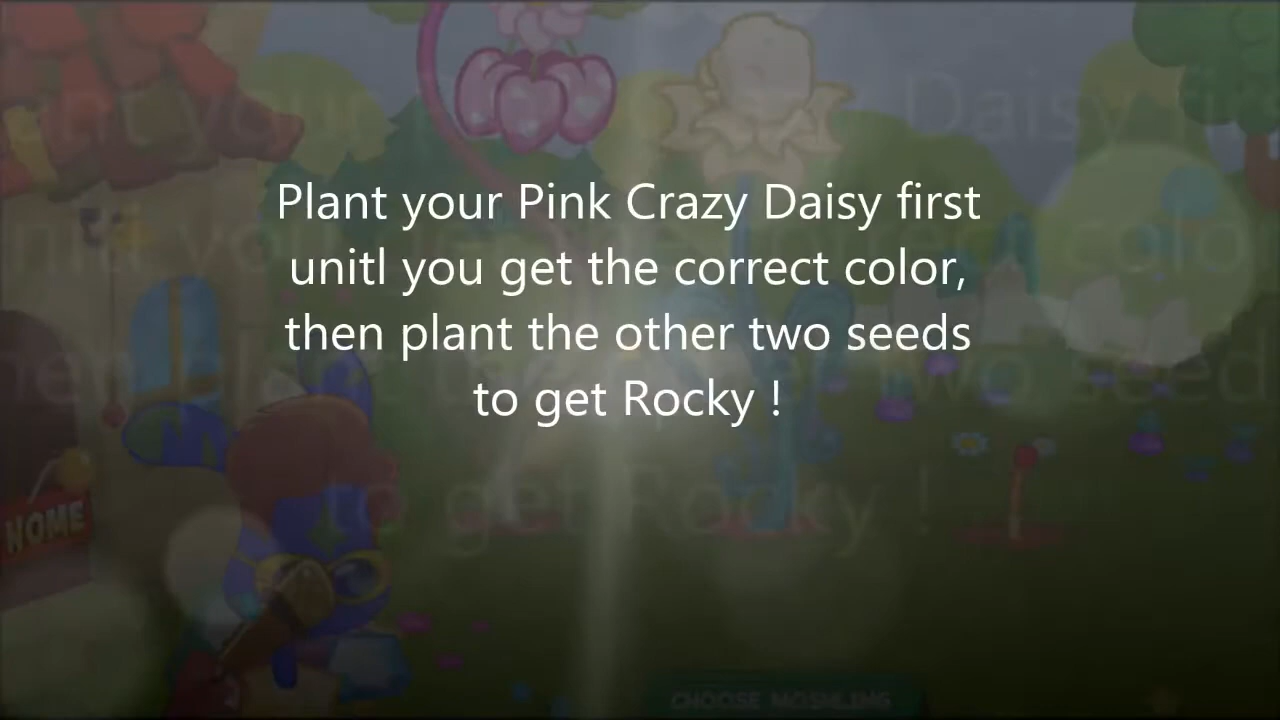 Plant your Pink Crazy Daisy first
unitl you get the correct color,
then plant the other two seeds
to get Rocky !
HOME
CHOOSE MOSHLING